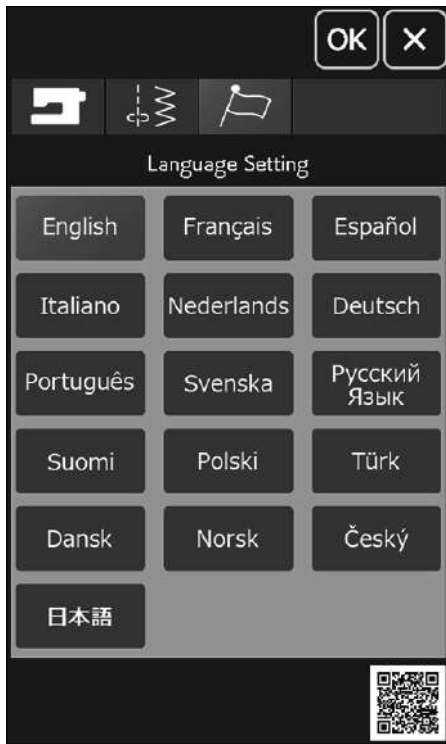 OK ×
Language Setting
English Français Español
Italiano Nederlands Deutsch
Português Svenska Русский
Язык
Suomi Polski Türk
Dansk Norsk Český
日本語